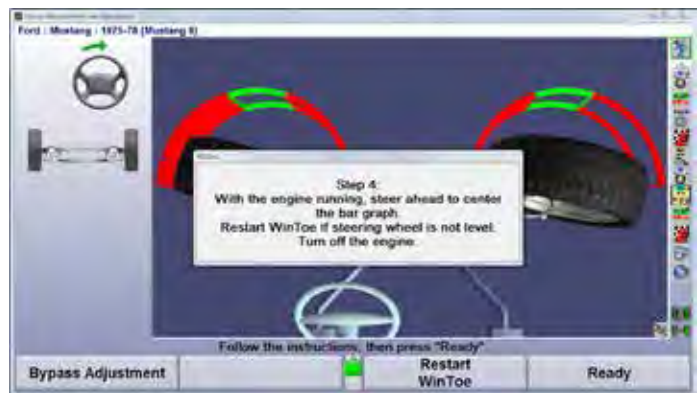 Ford : Mustang : 1975-78 (Mustang II)
Step 4:
With the engine running, steer ahead to center
the bar graph.
Restart WinToe if steering wheel is not level.
Turn off the engine.
Follow the instructions, then press "Ready"
Bypass Adjustment
Restart
WinToe
Ready